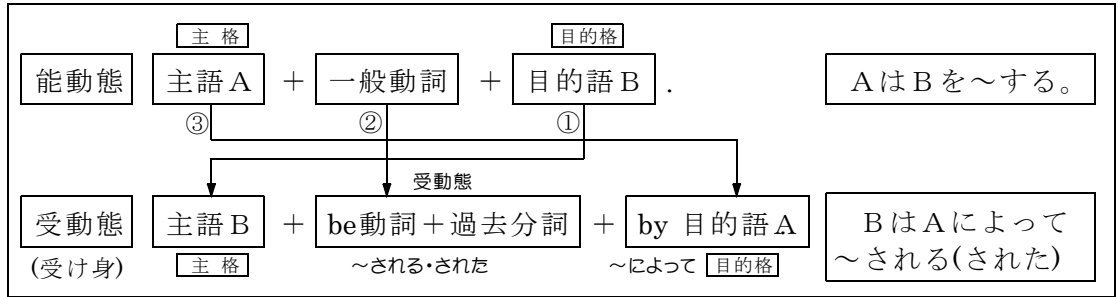 主 格 目的格
能動態 主語A + 一般動詞 + 目的語B . AはBを～する。
③ ② ①
受動態
受動態 主語B + be動詞+過去分詞 + by 目的語A BはAによって
～される(された)
(受け身) 主 格 ～される・された ～によって 目的格